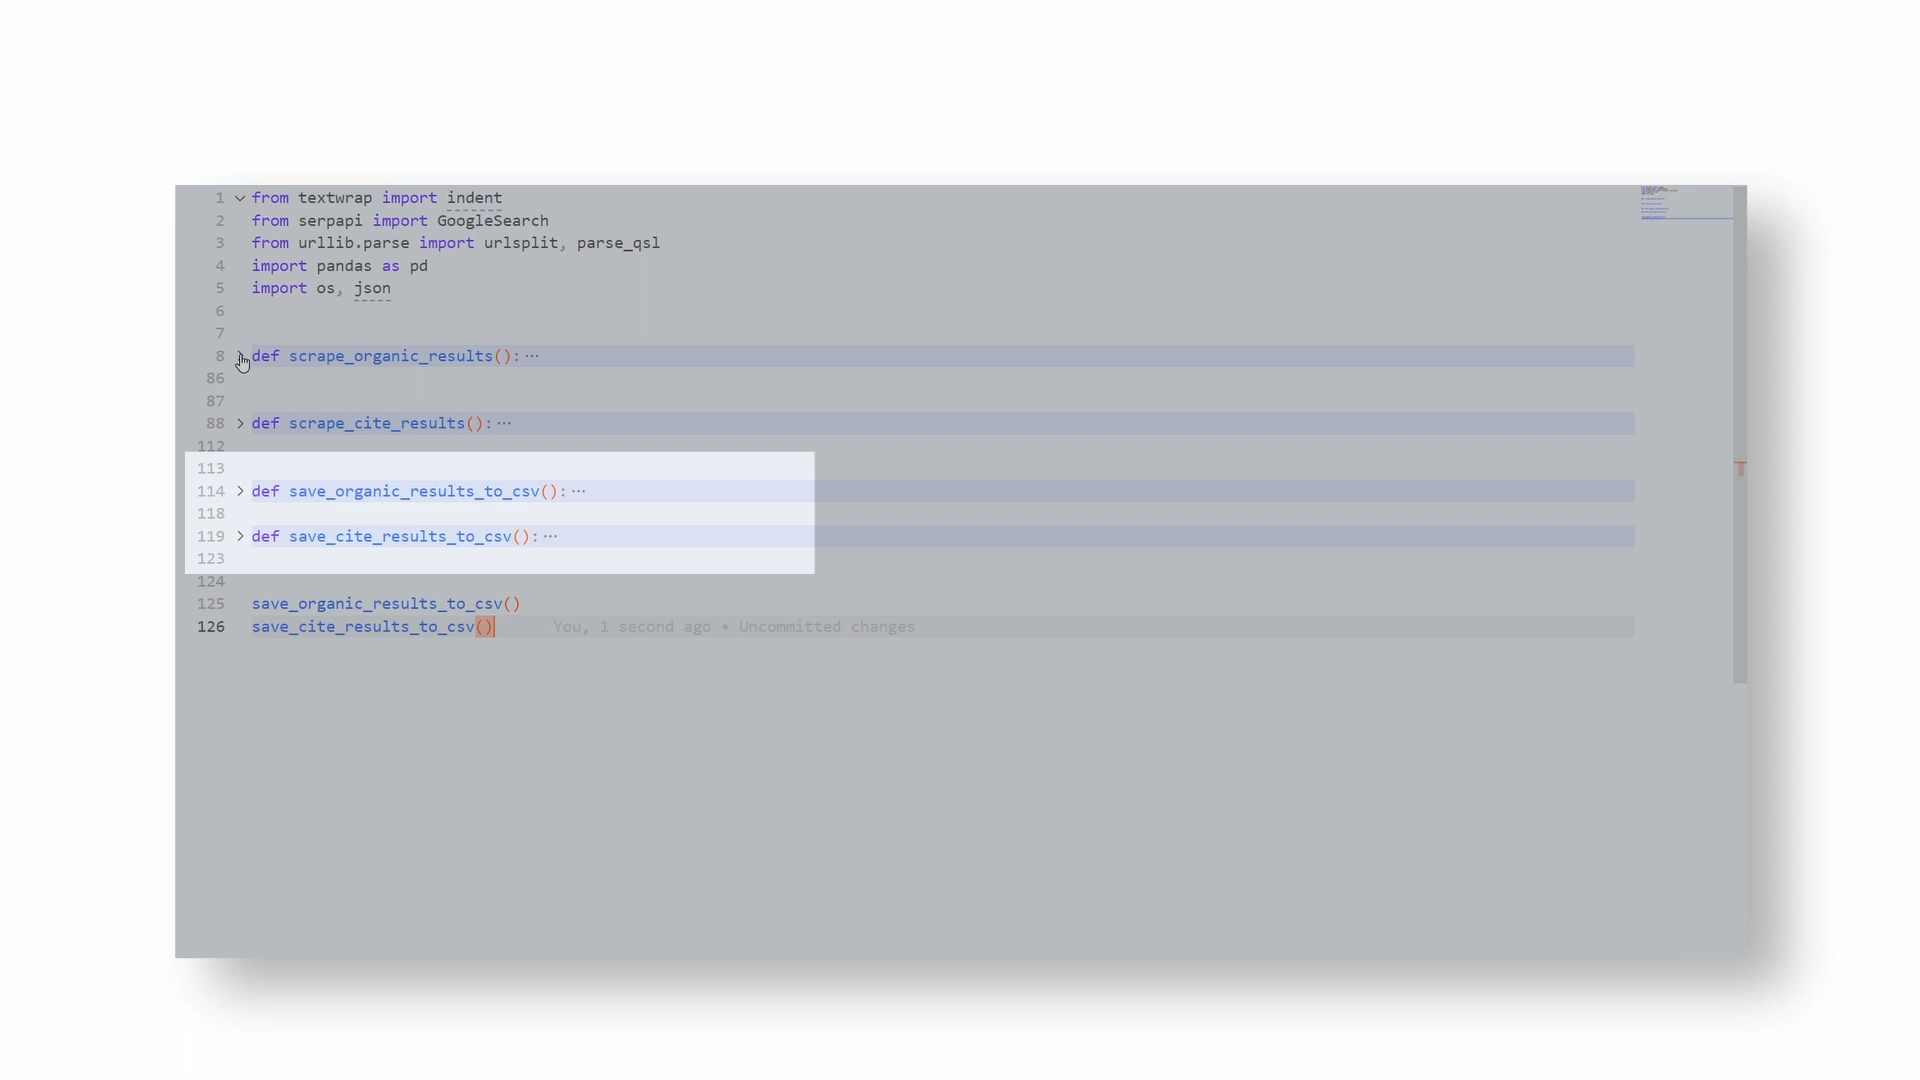 1 from textwrap import indent
2 from serpapi import GoogleSearch
3 from urllib.parse import urlsplit, parse_qsl
4 import pandas as pd
5 import os, json
6
7
8 def scrape_organic_results(): ···
86
87
88 def scrape_cite_results(): ···
112
113
114 def save_organic_results_to_csv(): ···
118
119 def save_cite_results_to_csv(): ···
123
124
125 save_organic_results_to_csv()
126 save_cite_results_to_csv() You, 1 second ago • Uncommitted changes